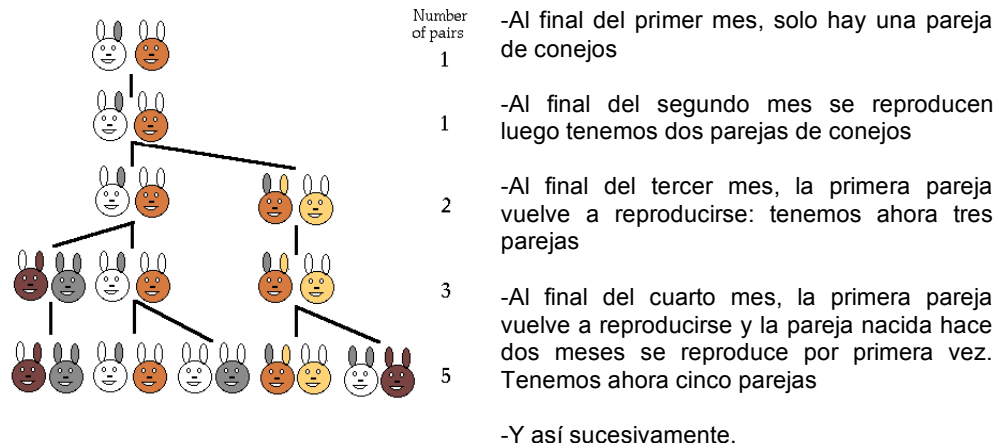 Number
of pairs
1
1
2
3
5
-Al final del primer mes, solo hay una pareja
de conejos
-Al final del segundo mes se reproducen
luego tenemos dos parejas de conejos
-Al final del tercer mes, la primera pareja
vuelve a reproducirse: tenemos ahora tres
parejas
-Al final del cuarto mes, la primera pareja
vuelve a reproducirse y la pareja nacida hace
dos meses se reproduce por primera vez.
Tenemos ahora cinco parejas
-Y así sucesivamente.